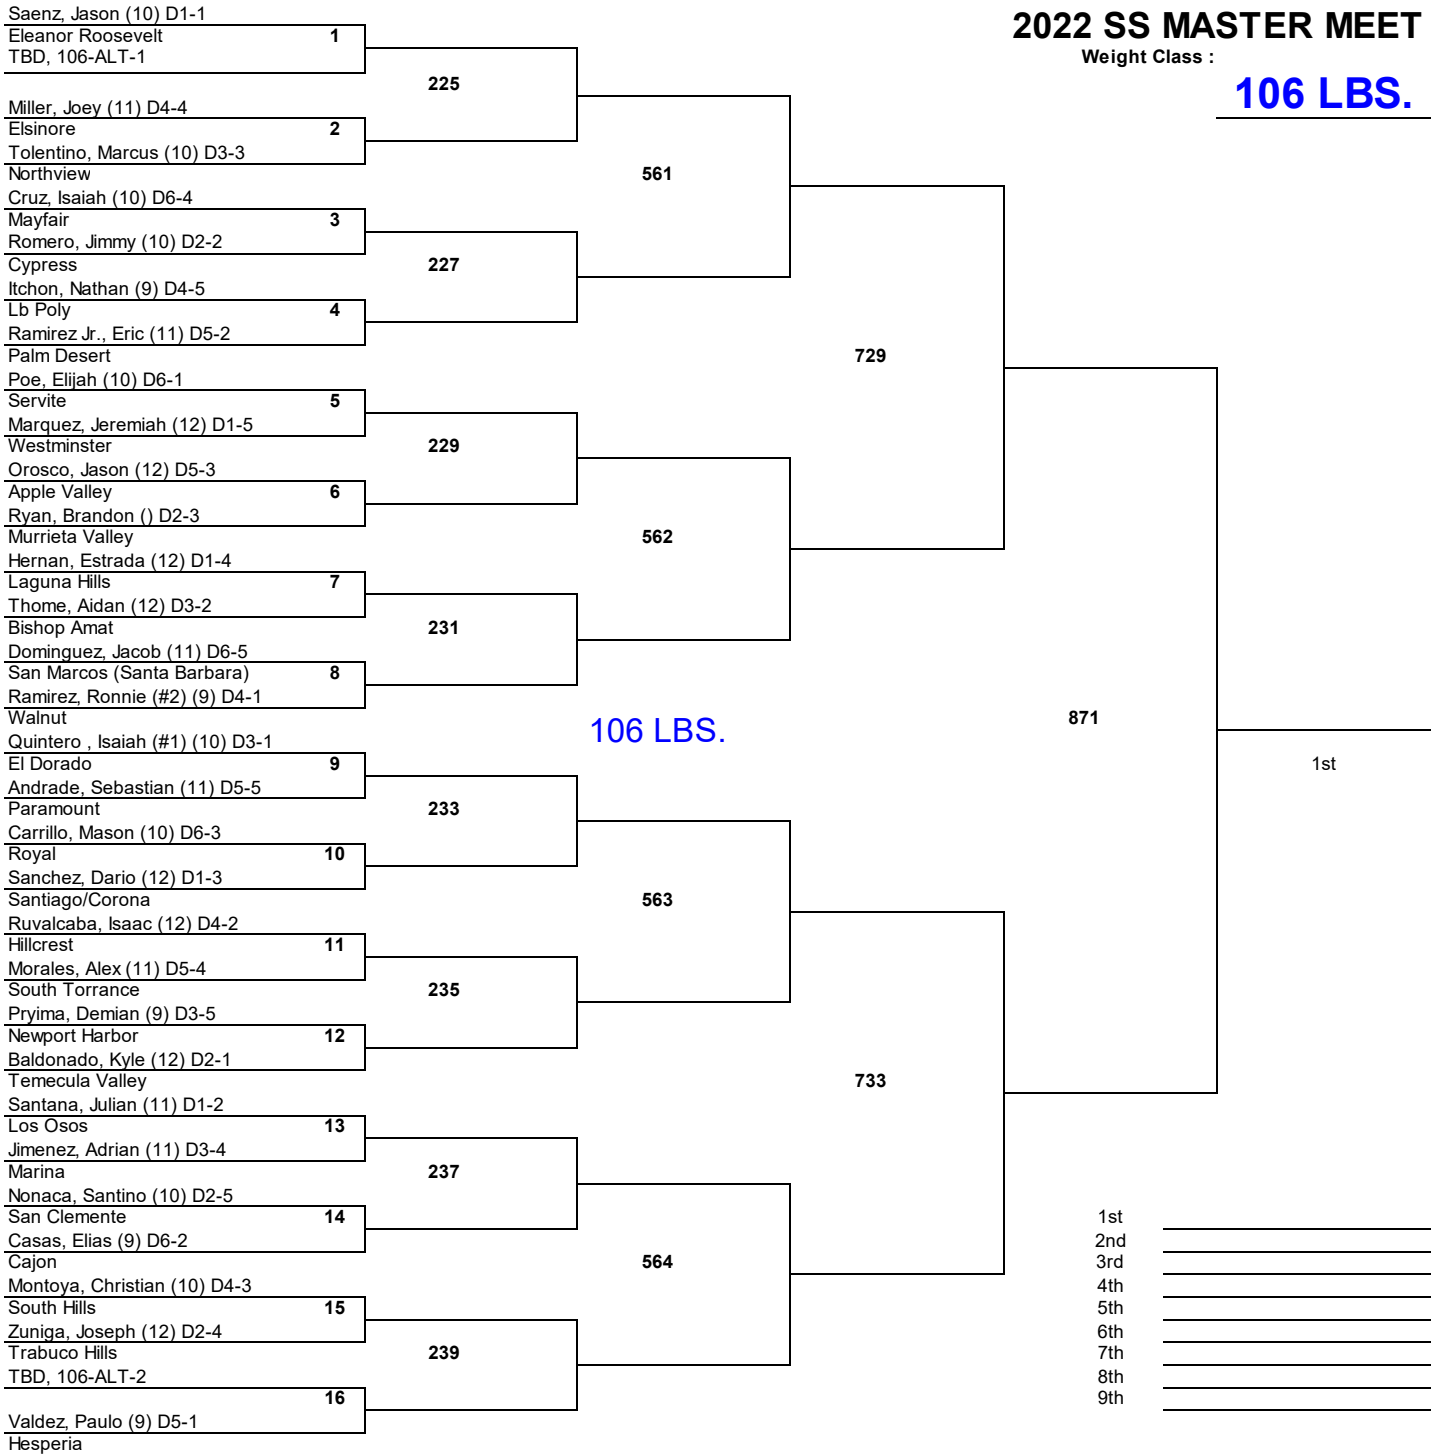 Saenz, Jason (10) D1-1
2022 SS MASTER MEET
Eleanor Roosevelt 1
TBD, 106-ALT-1
Weight Class :
225
106 LBS.
Miller, Joey (11) D4-4
Elsinore 2
Tolentino, Marcus (10) D3-3
Northview
561
Cruz, Isaiah (10) D6-4
Mayfair 3
Romero, Jimmy (10) D2-2
Cypress
227
Itchon, Nathan (9) D4-5
Lb Poly 4
Ramirez Jr., Eric (11) D5-2
Palm Desert
729
Poe, Elijah (10) D6-1
Servite 5
Marquez, Jeremiah (12) D1-5
Westminster
229
Orosco, Jason (12) D5-3
Apple Valley 6
Ryan, Brandon () D2-3
Murrieta Valley
562
Hernan, Estrada (12) D1-4
Laguna Hills 7
Thome, Aidan (12) D3-2
Bishop Amat
231
Dominguez, Jacob (11) D6-5
San Marcos (Santa Barbara) 8
Ramirez, Ronnie (#2) (9) D4-1
Walnut
871
106 LBS.
Quintero , Isaiah (#1) (10) D3-1
El Dorado 9
1st
Andrade, Sebastian (11) D5-5
Paramount
233
Carrillo, Mason (10) D6-3
Royal 10
Sanchez, Dario (12) D1-3
Santiago/Corona
563
Ruvalcaba, Isaac (12) D4-2
Hillcrest 11
Morales, Alex (11) D5-4
South Torrance
235
Pryima, Demian (9) D3-5
Newport Harbor 12
Baldonado, Kyle (12) D2-1
Temecula Valley
733
Santana, Julian (11) D1-2
Los Osos 13
Jimenez, Adrian (11) D3-4
Marina
237
Nonaca, Santino (10) D2-5
San Clemente 14
1st
Casas, Elias (9) D6-2
2nd
Cajon
564
3rd
Montoya, Christian (10) D4-3
4th
South Hills 15
5th
Zuniga, Joseph (12) D2-4
6th
Trabuco Hills
239
7th
TBD, 106-ALT-2
8th
16
9th
Valdez, Paulo (9) D5-1
Hesperia